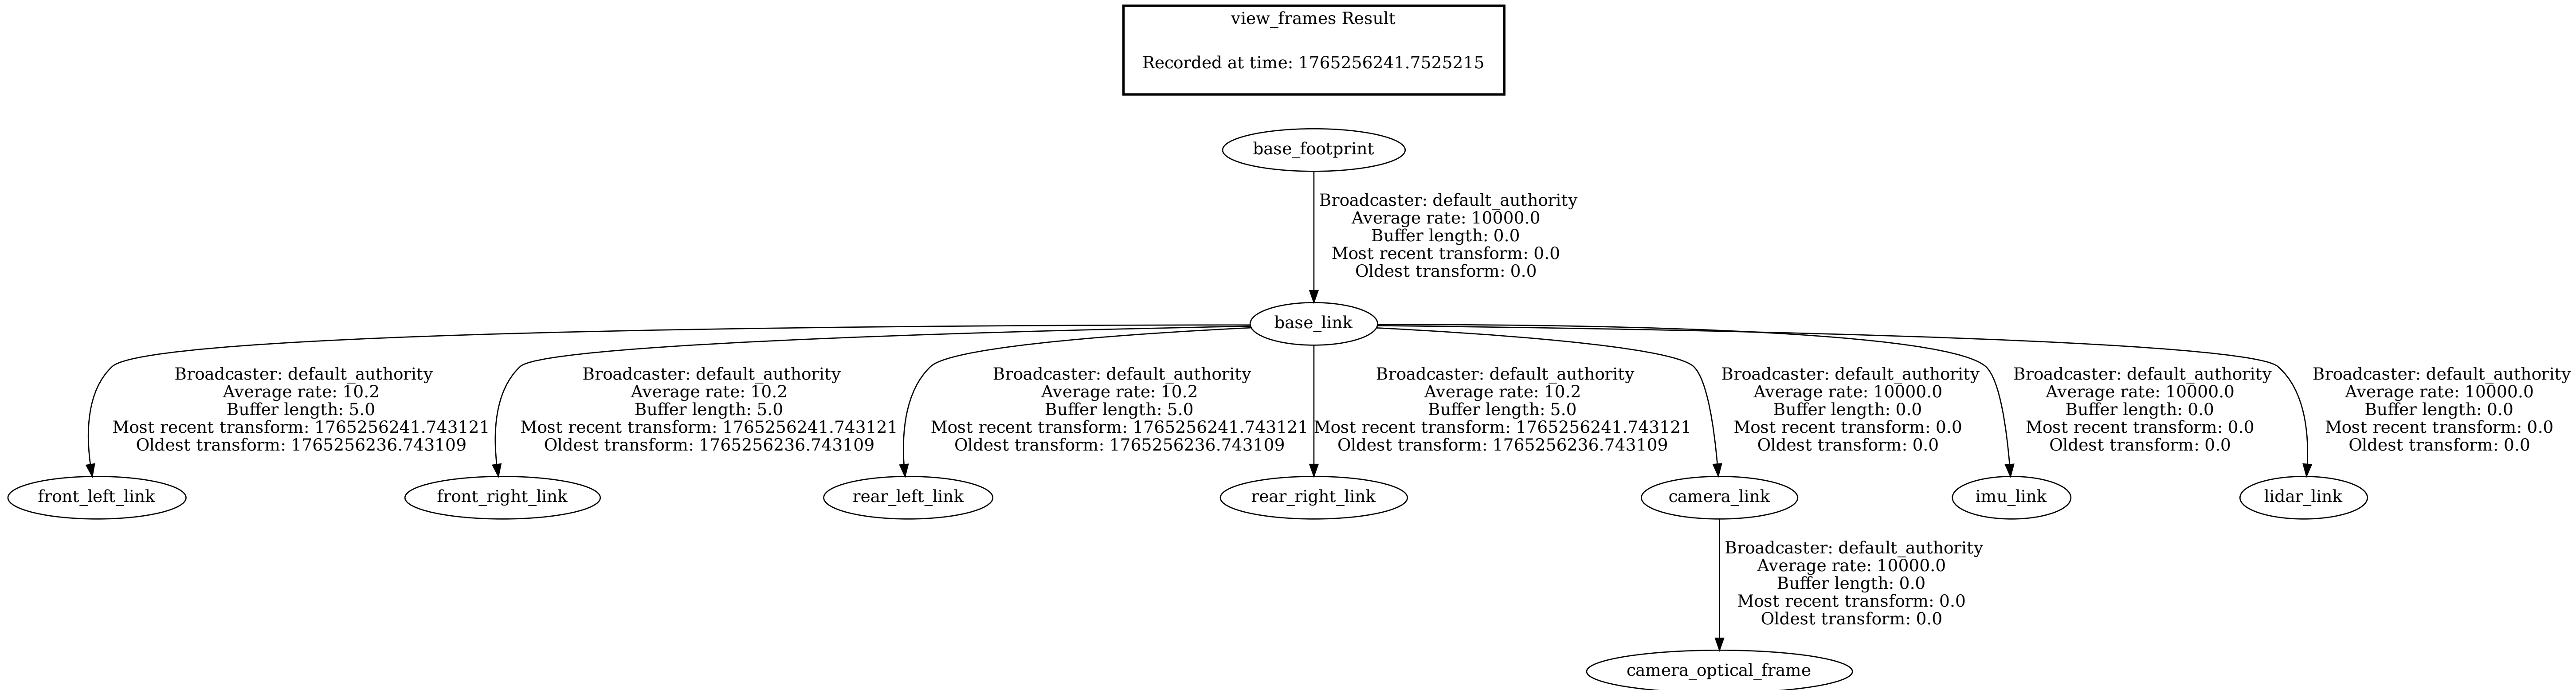 view_frames Result
Recorded at time: 1765256241.7525215
base_footprint
Broadcaster: default_authority
Average rate: 10000.0
Buffer length: 0.0
Most recent transform: 0.0
Oldest transform: 0.0
base_link
Broadcaster: default_authority
Average rate: 10.2
Buffer length: 5.0
Most recent transform: 1765256241.743121
Oldest transform: 1765256236.743109
Broadcaster: default_authority
Average rate: 10.2
Buffer length: 5.0
Most recent transform: 1765256241.743121
Oldest transform: 1765256236.743109
Broadcaster: default_authority
Average rate: 10.2
Buffer length: 5.0
Most recent transform: 1765256241.743121
Oldest transform: 1765256236.743109
Broadcaster: default_authority
Average rate: 10.2
Buffer length: 5.0
Most recent transform: 1765256241.743121
Oldest transform: 1765256236.743109
Broadcaster: default_authority
Average rate: 10000.0
Buffer length: 0.0
Most recent transform: 0.0
Oldest transform: 0.0
Broadcaster: default_authority
Average rate: 10000.0
Buffer length: 0.0
Most recent transform: 0.0
Oldest transform: 0.0
Broadcaster: default_authority
Average rate: 10000.0
Buffer length: 0.0
Most recent transform: 0.0
Oldest transform: 0.0
front_left_link
front_right_link
rear_left_link
rear_right_link
camera_link
imu_link
lidar_link
Broadcaster: default_authority
Average rate: 10000.0
Buffer length: 0.0
Most recent transform: 0.0
Oldest transform: 0.0
camera_optical_frame